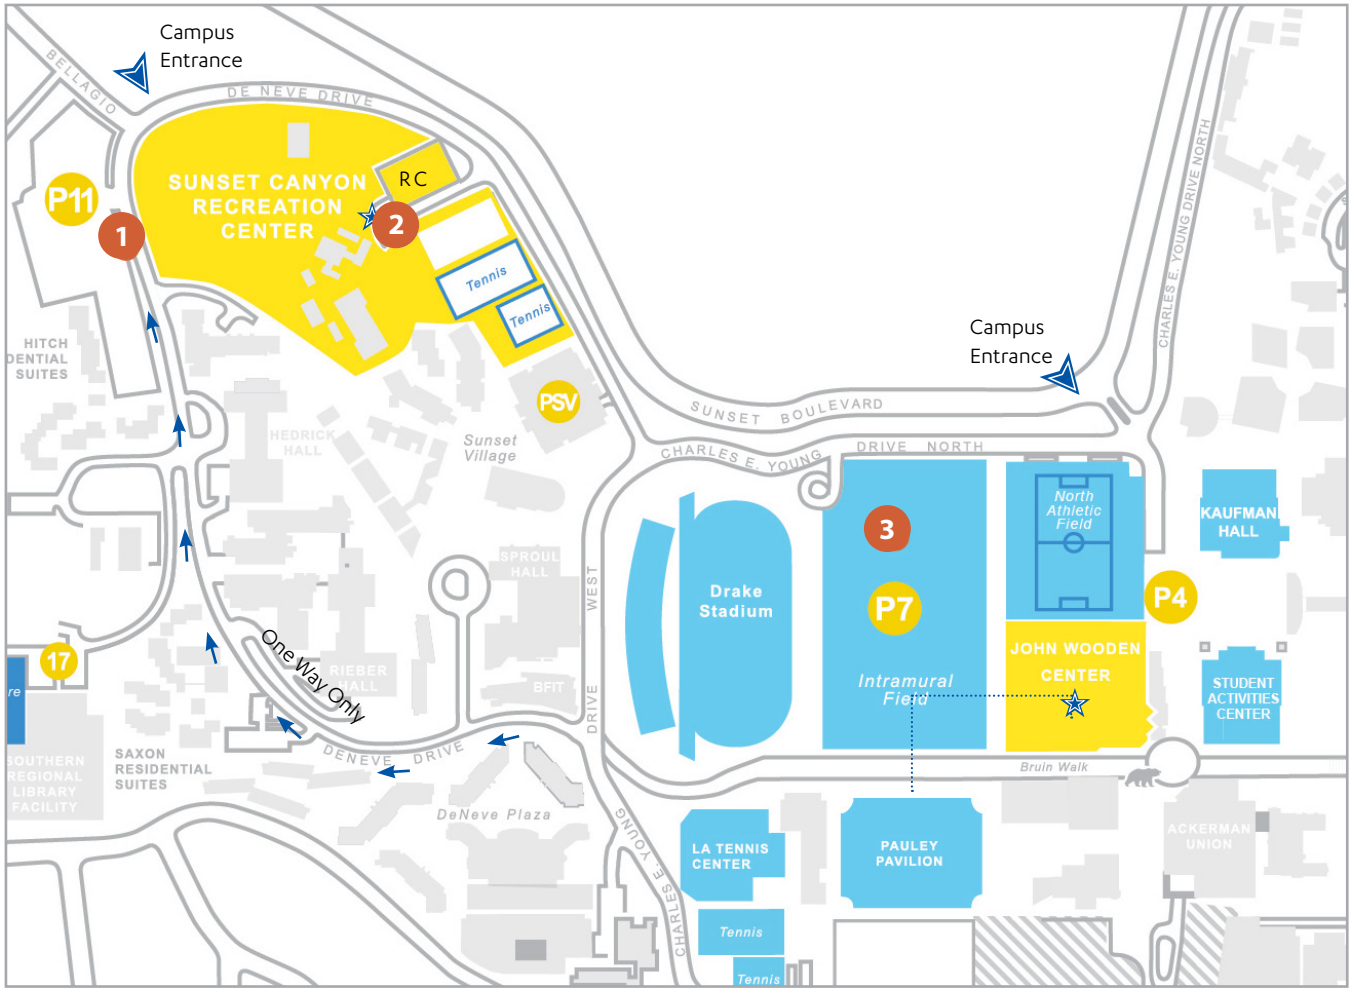 Campus
Entrance
BELLAGIO
DE NEVE DRIVE
P11
1
SUNSET CANYON
RECREATION
CENTER
RC
2
Tennis
Tennis
PSV
HITCH
DENTIAL
SUITES
HEDRICK
HALL
Sunset
Village
Campus
Entrance
SUNSET BOULEVARD
CHARLES E. YOUNG DRIVE NORTH
CHARLES E. YOUNG DRIVE NORTH
North
Athletic
Field
KAUFMAN
HALL
3
P7
P4
Drake
Stadium
SPROUL
HALL
DRIVE WEST
CHARLES E. YOUNG
17
re
One Way Only
RIEBER
HALL
BFIT
Intramural
Field
JOHN WOODEN
CENTER
STUDENT
ACTIVITIES
CENTER
SAXON
RESIDENTIAL
SUITES
SOUTHERN
REGIONAL
LIBRARY
FACILITY
DENEVE DRIVE
DeNeve Plaza
Bruin Walk
LA TENNIS
CENTER
PAULEY
PAVILION
ACKERMAN
UNION
Tennis
Tennis